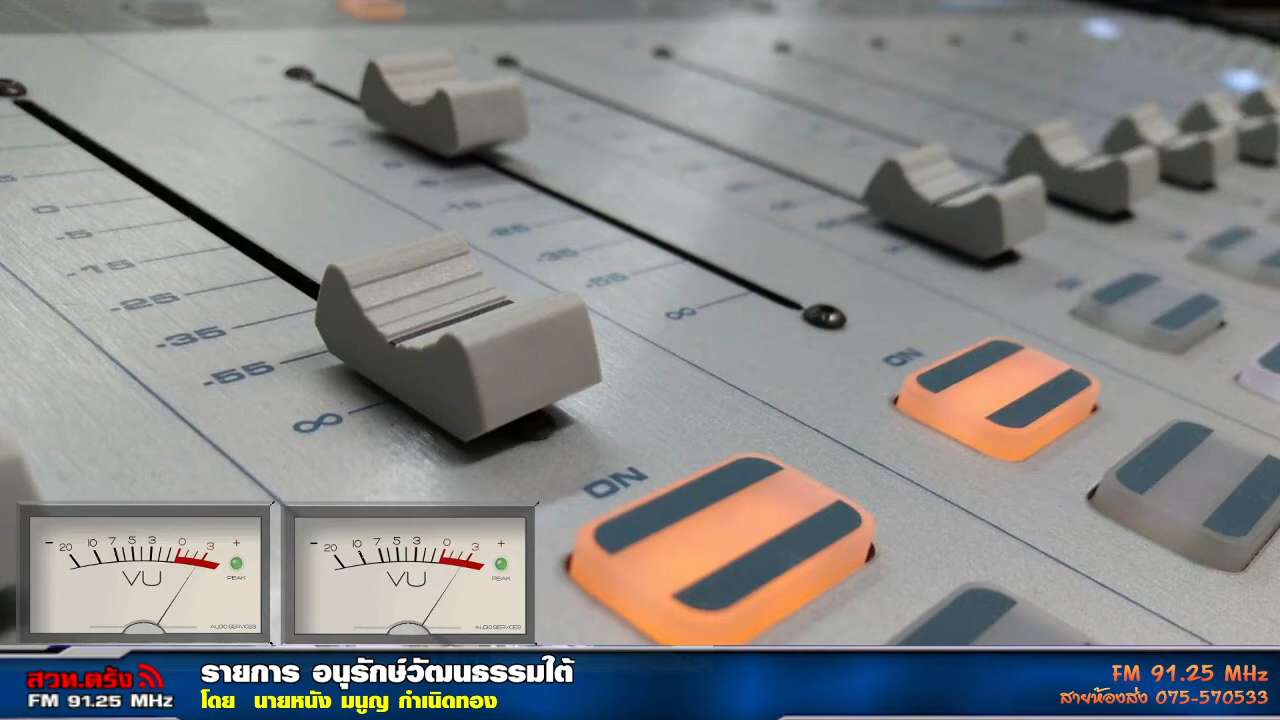 0
-5
-15
-25
-35
-55
∞
-15
-25
-35
-55
∞
ON
ON
- 20 10 7 5 3 0 3 +
VU
PEAK
AUDIO SERVICES
- 20 10 7 5 3 0 3 +
VU
PEAK
AUDIO SERVICES
สวท.ตรัง
FM 91.25 MHz
รายการ อนุรักษ์วัฒนธรรมใต้
โดย นายหนัง มนูญ กำเนิดทอง
FM 91.25 MHz
สายห้องส่ง 075-570533